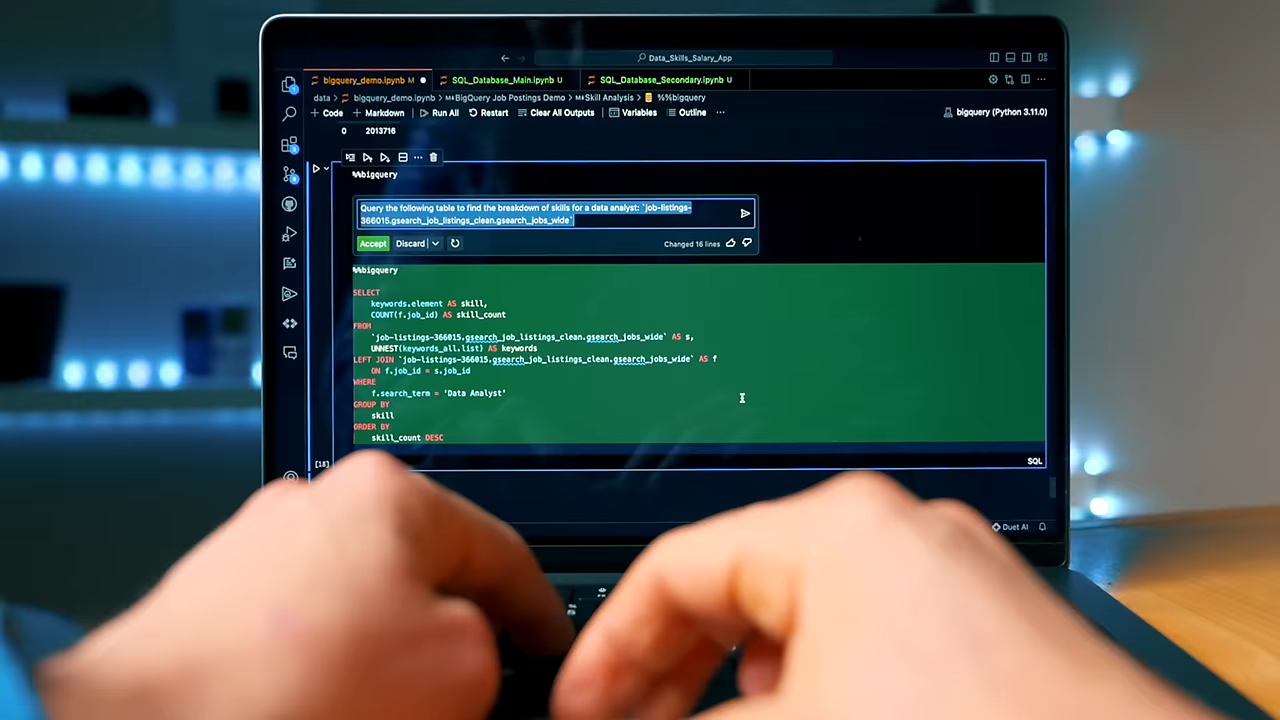 Data_Skills_Salary_App
bigquery_demo.ipynb M
SQL_Database_Main.ipynb U
SQL_Database_Secondary.ipynb U
data > bigquery_demo.ipynb > M↓BigQuery Job Postings Demo > M↓Skill Analysis > %%bigquery
+ Code + Markdown Run All Restart Clear All Outputs Variables Outline ... bigquery (Python 3.11.0)
0 2013716
%%bigquery
Query the following table to find the breakdown of skills for a data analyst: `job-listings-
366015.gsearch_job_listings_clean.gsearch_jobs_wide`
Accept Discard Changed 16 lines
%%bigquery
SELECT
keywords.element AS skill,
COUNT(f.job_id) AS skill_count
FROM
`job-listings-366015.gsearch_job_listings_clean.gsearch_jobs_wide` AS s,
UNNEST(keywords_all.list) AS keywords
LEFT JOIN `job-listings-366015.gsearch_job_listings_clean.gsearch_jobs_wide` AS f
ON f.job_id = s.job_id
WHERE
f.search_term = 'Data Analyst'
GROUP BY
skill
ORDER BY
skill_count DESC
[18] SQL
Duet AI